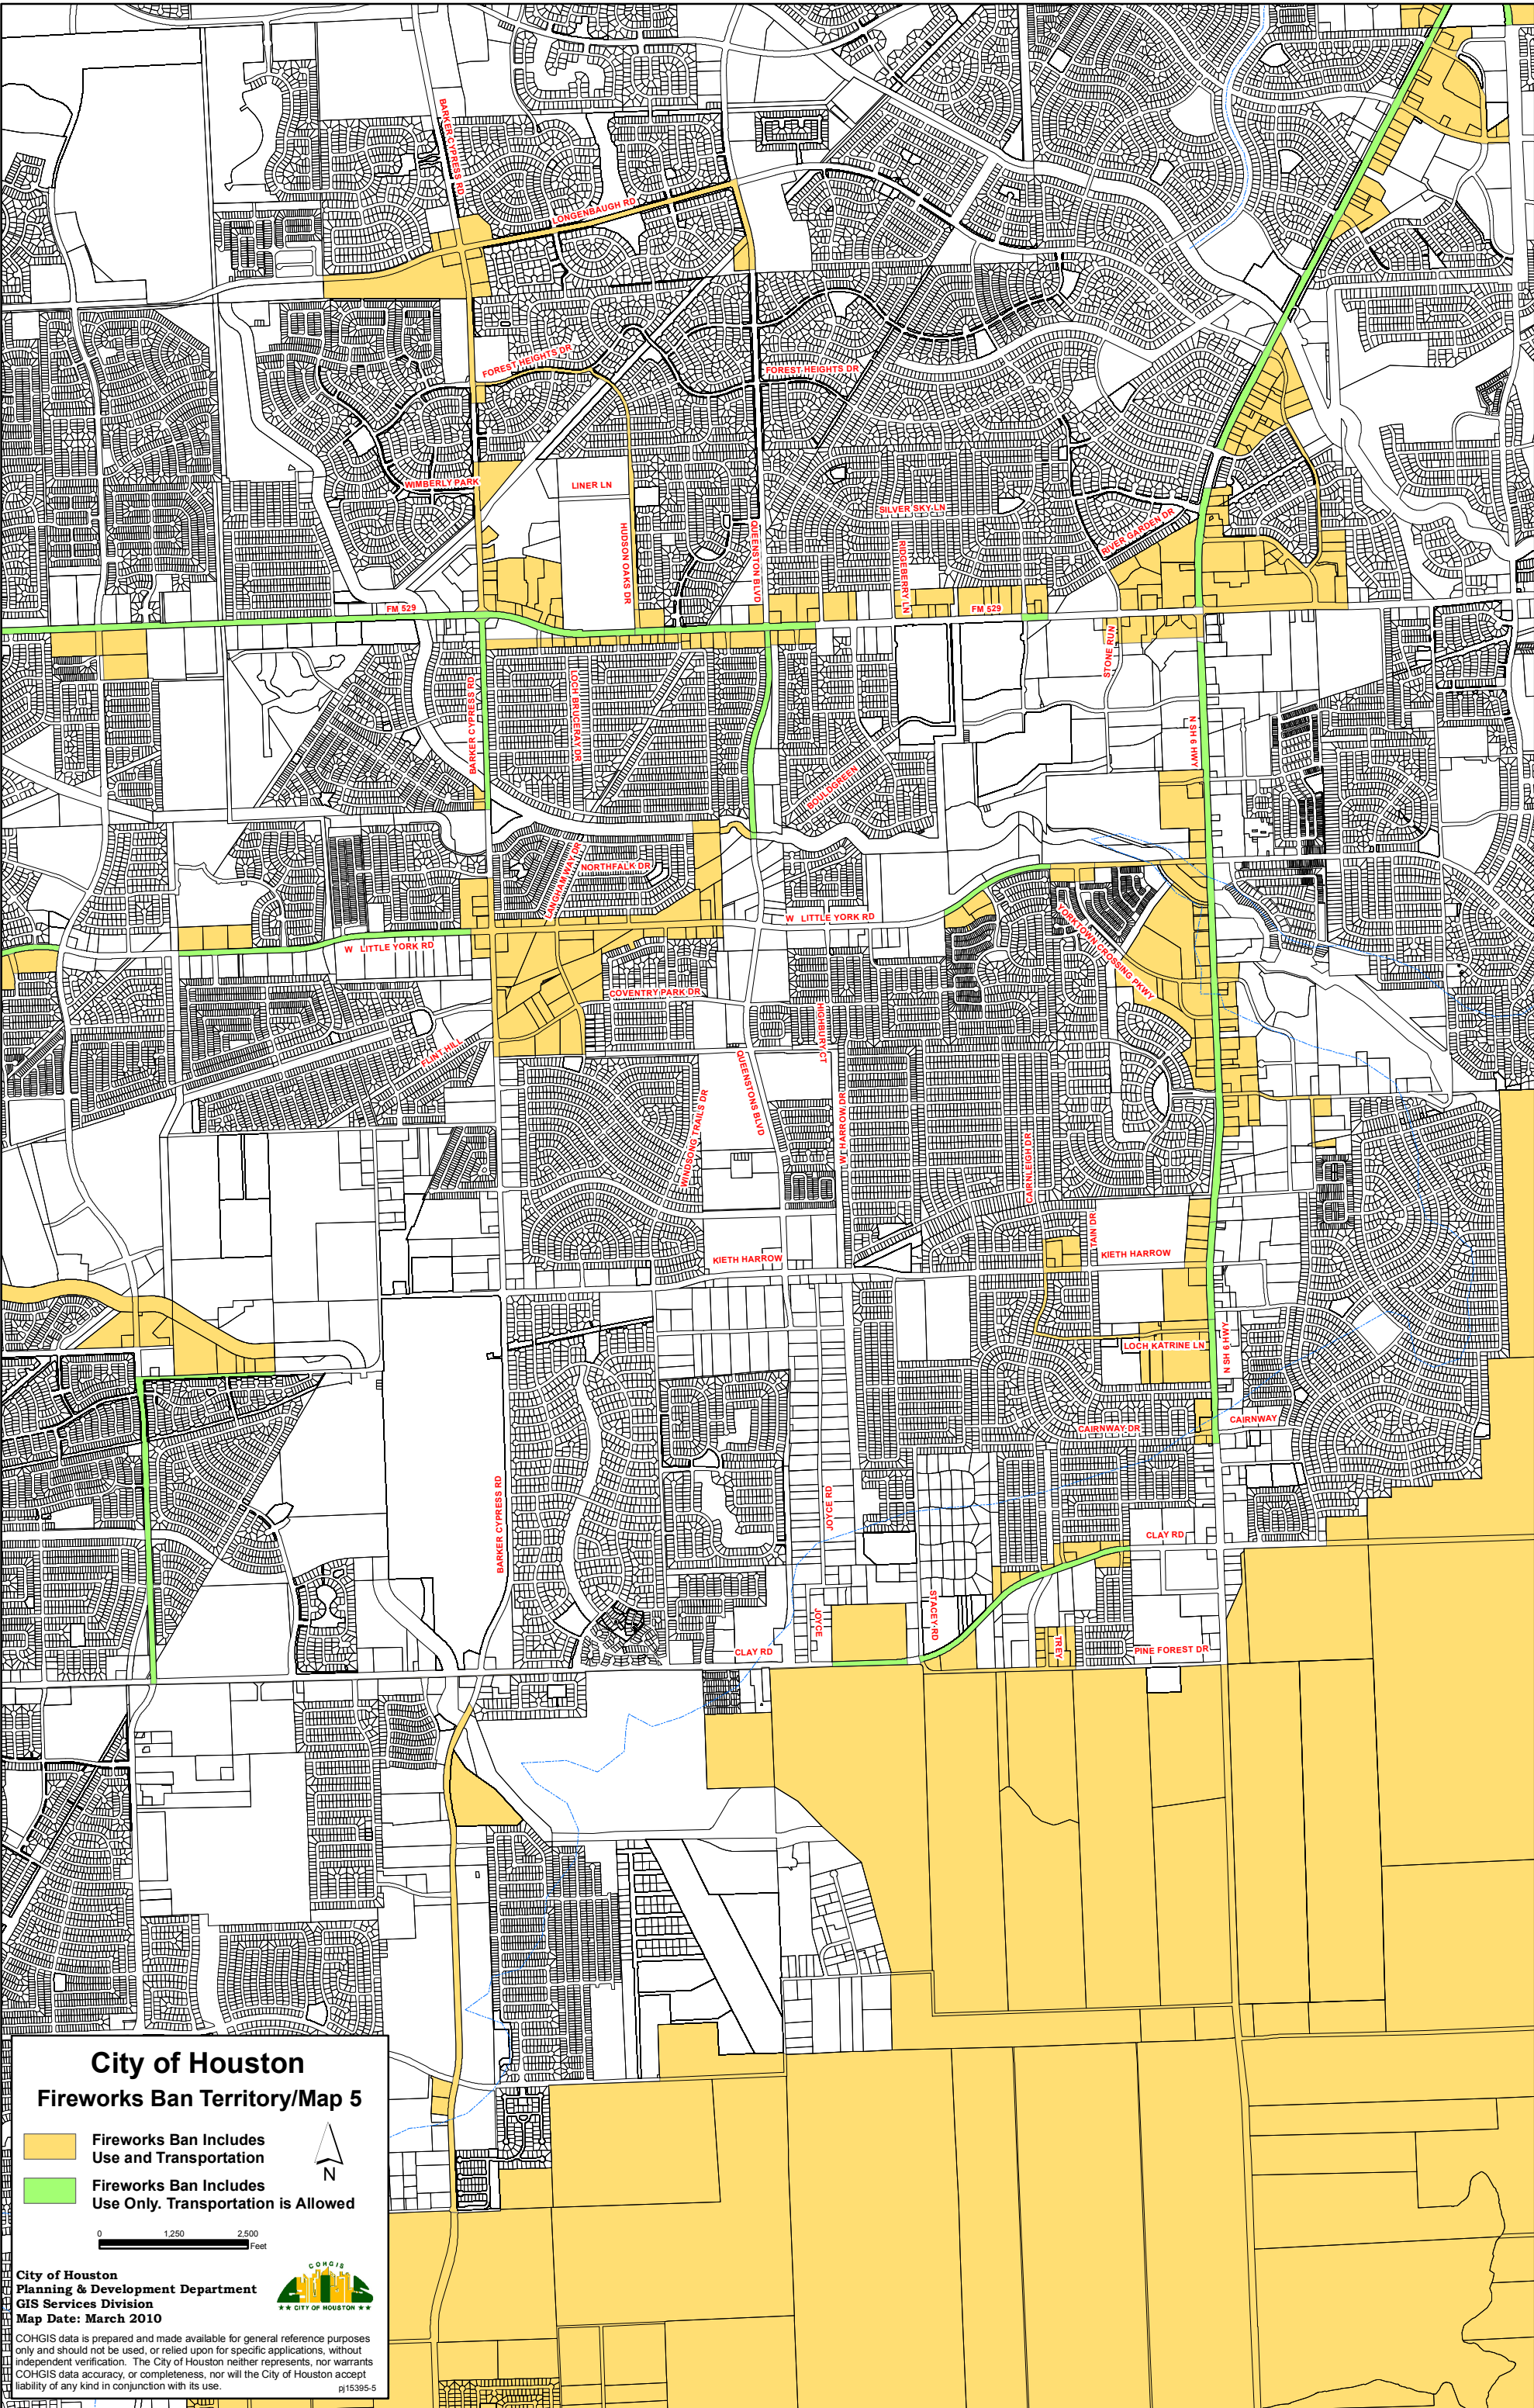 BARKER CYPRESS RD
LONGENBAUGH RD
FOREST HEIGHTS DR
FOREST HEIGHTS DR
WIMBERLY PARK
LINER LN
SILVER SKY LN
HUDSON OAKS DR
QUEENSTON BLVD
RIDGEBERRY LN
RIVER GARDEN DR
FM 529
FM 529
STONE RUN
BARKER CYPRESS RD
LOCH BRUCERAY DR
N SH 6 HWY
BOULDGREEN
LANGHAM WAY DR
NORTHFALK DR
W LITTLE YORK RD
W LITTLE YORK RD
YORKTOWN CROSSING PKWY
COVENTRY PARK DR
HIGHBURY CT
FLINT HILL
QUEENSTONS BLVD
WINDSONG TRAILS DR
W HARROW DR
CAIRNLEIGH DR
TAIN DR
KIETH HARROW
KIETH HARROW
LOCH KATRINE LN
N SH 6 HWY
CAIRNWAY DR
CAIRNWAY
BARKER CYPRESS RD
JOYCE RD
CLAY RD
JOYCE
STACEY RD
TREY
CLAY RD
PINE FOREST DR
City of Houston
Fireworks Ban Territory/Map 5
Fireworks Ban Includes
Use and Transportation
N
Fireworks Ban Includes
Use Only. Transportation is Allowed
0 1,250 2,500
Feet
COHGIS
★★ CITY OF HOUSTON ★★
City of Houston
Planning & Development Department
GIS Services Division
Map Date: March 2010
COHGIS data is prepared and made available for general reference purposes
only and should not be used, or relied upon for specific applications, without
independent verification. The City of Houston neither represents, nor warrants
COHGIS data accuracy, or completeness, nor will the City of Houston accept
liability of any kind in conjunction with its use.
pj15395-5